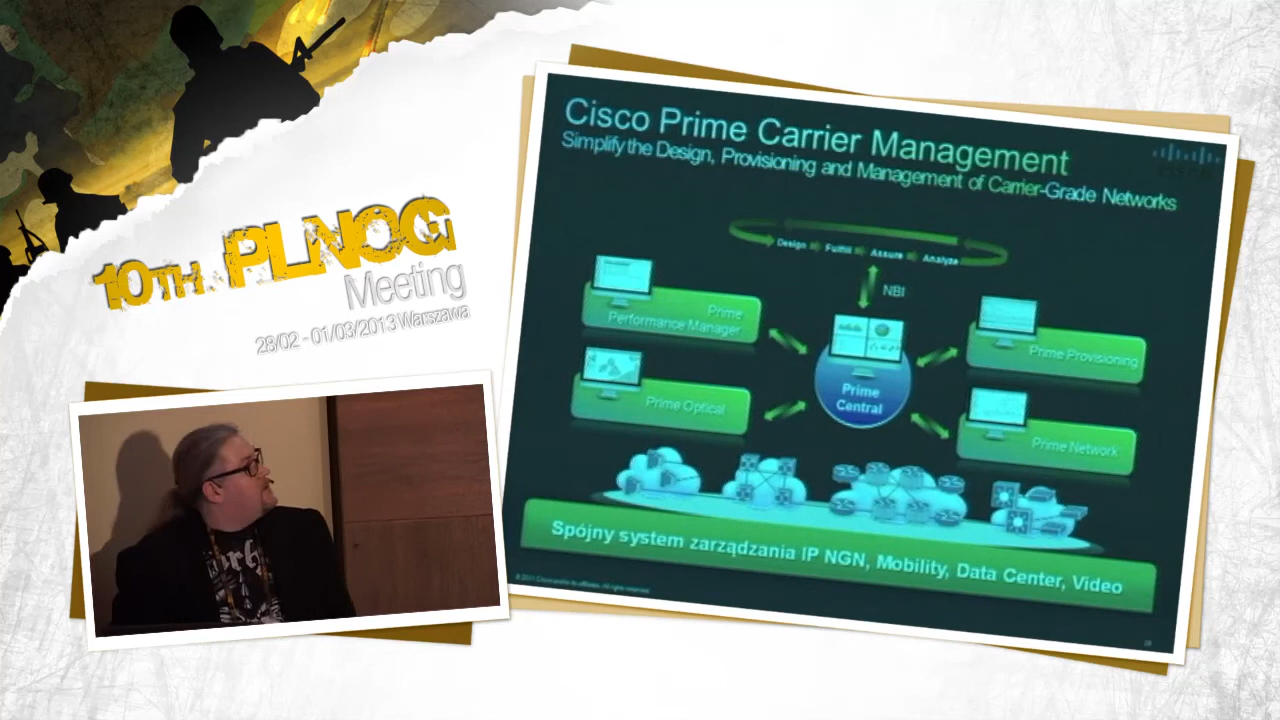 10TH. PLNOG
Meeting
28/02 - 01/03/2013 Warszawa
Cisco Prime Carrier Management
Simplify the Design, Provisioning and Management of Carrier-Grade Networks
Design
Fulfill
Assure
Analyze
NBI
Prime
Performance Manager
Prime Provisioning
Prime
Central
Prime Optical
Prime Network
Spójny system zarządzania IP NGN, Mobility, Data Center, Video